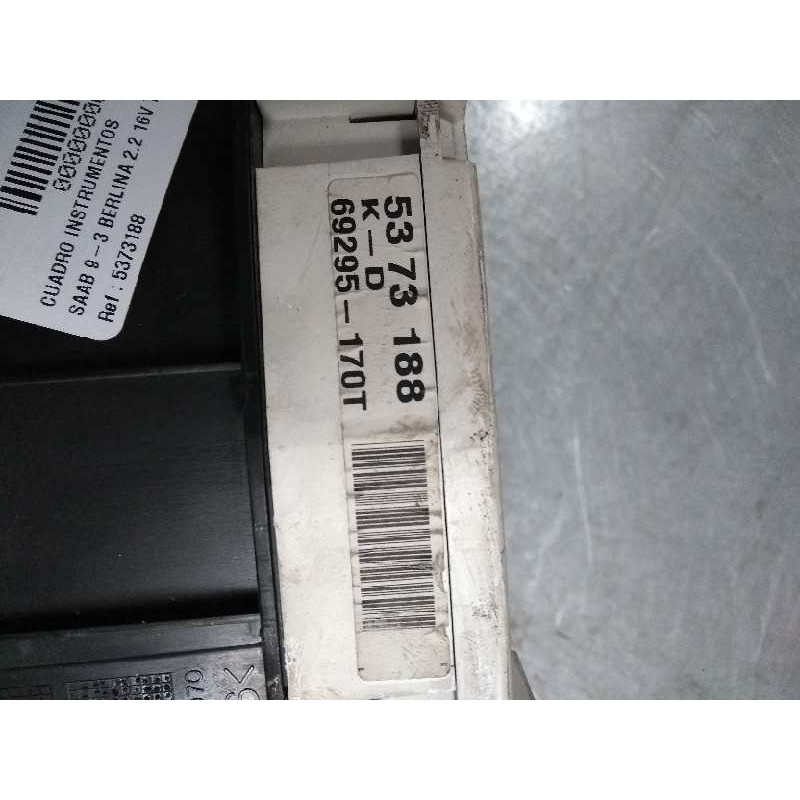 CUADRO INSTRUMENTOS
SAAB 9-3 BERLINA 2.2 16V
Ref.: 5373188
53 73 188
K-D
69295-170T